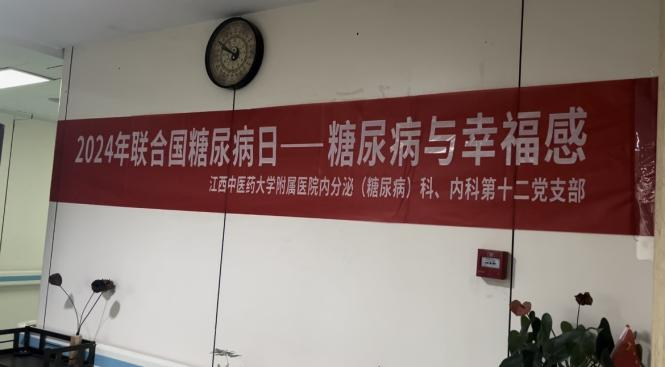 2024年联合国糖尿病日——糖尿病与幸福感
江西中医药大学附属医院内分泌（糖尿病）科、内科第十二党支部